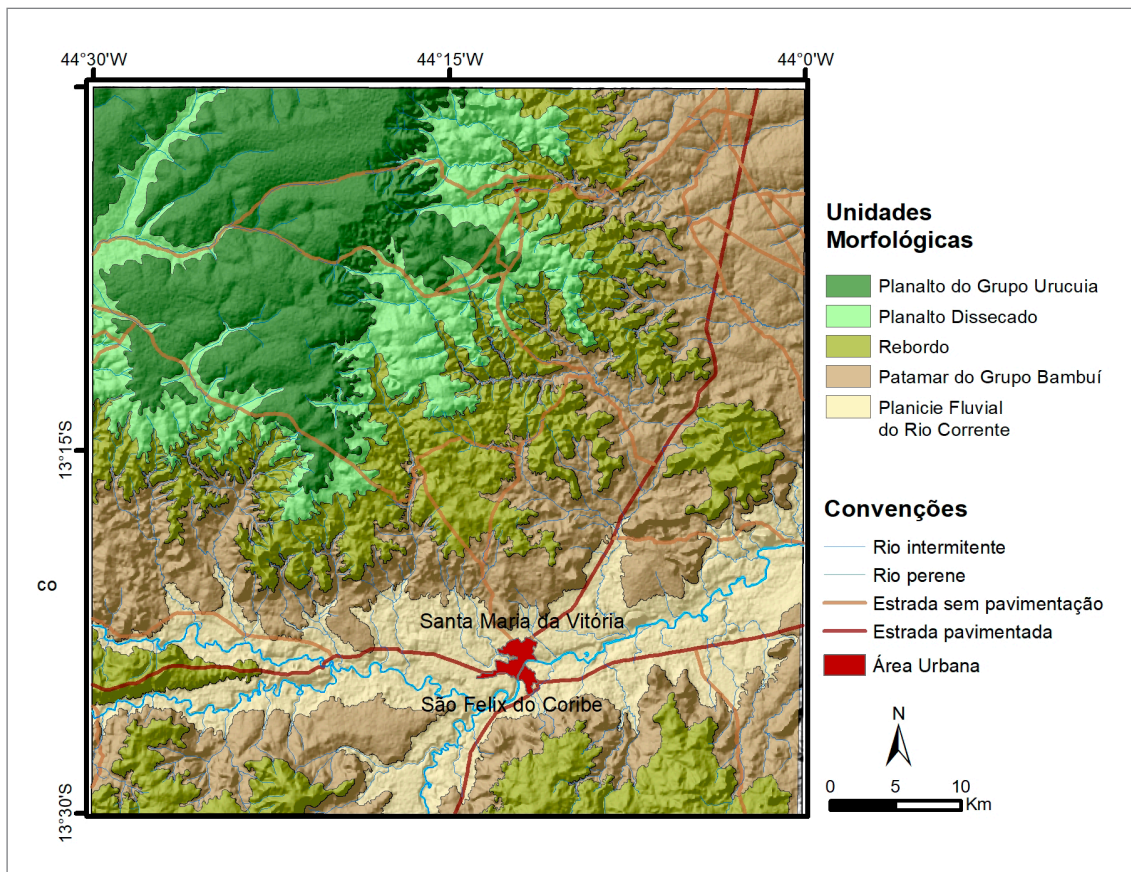 44°30'W
44°15'W
44°0'W
13°15'S
13°30'S
co
Santa Maria da Vitória
São Felix do Coribe
Unidades
Morfológicas
Planalto do Grupo Urucuia
Planalto Dissecado
Rebordo
Patamar do Grupo Bambuí
Planicie Fluvial
do Rio Corrente
Convenções
Rio intermitente
Rio perene
Estrada sem pavimentação
Estrada pavimentada
Área Urbana
N
0 5 10
Km